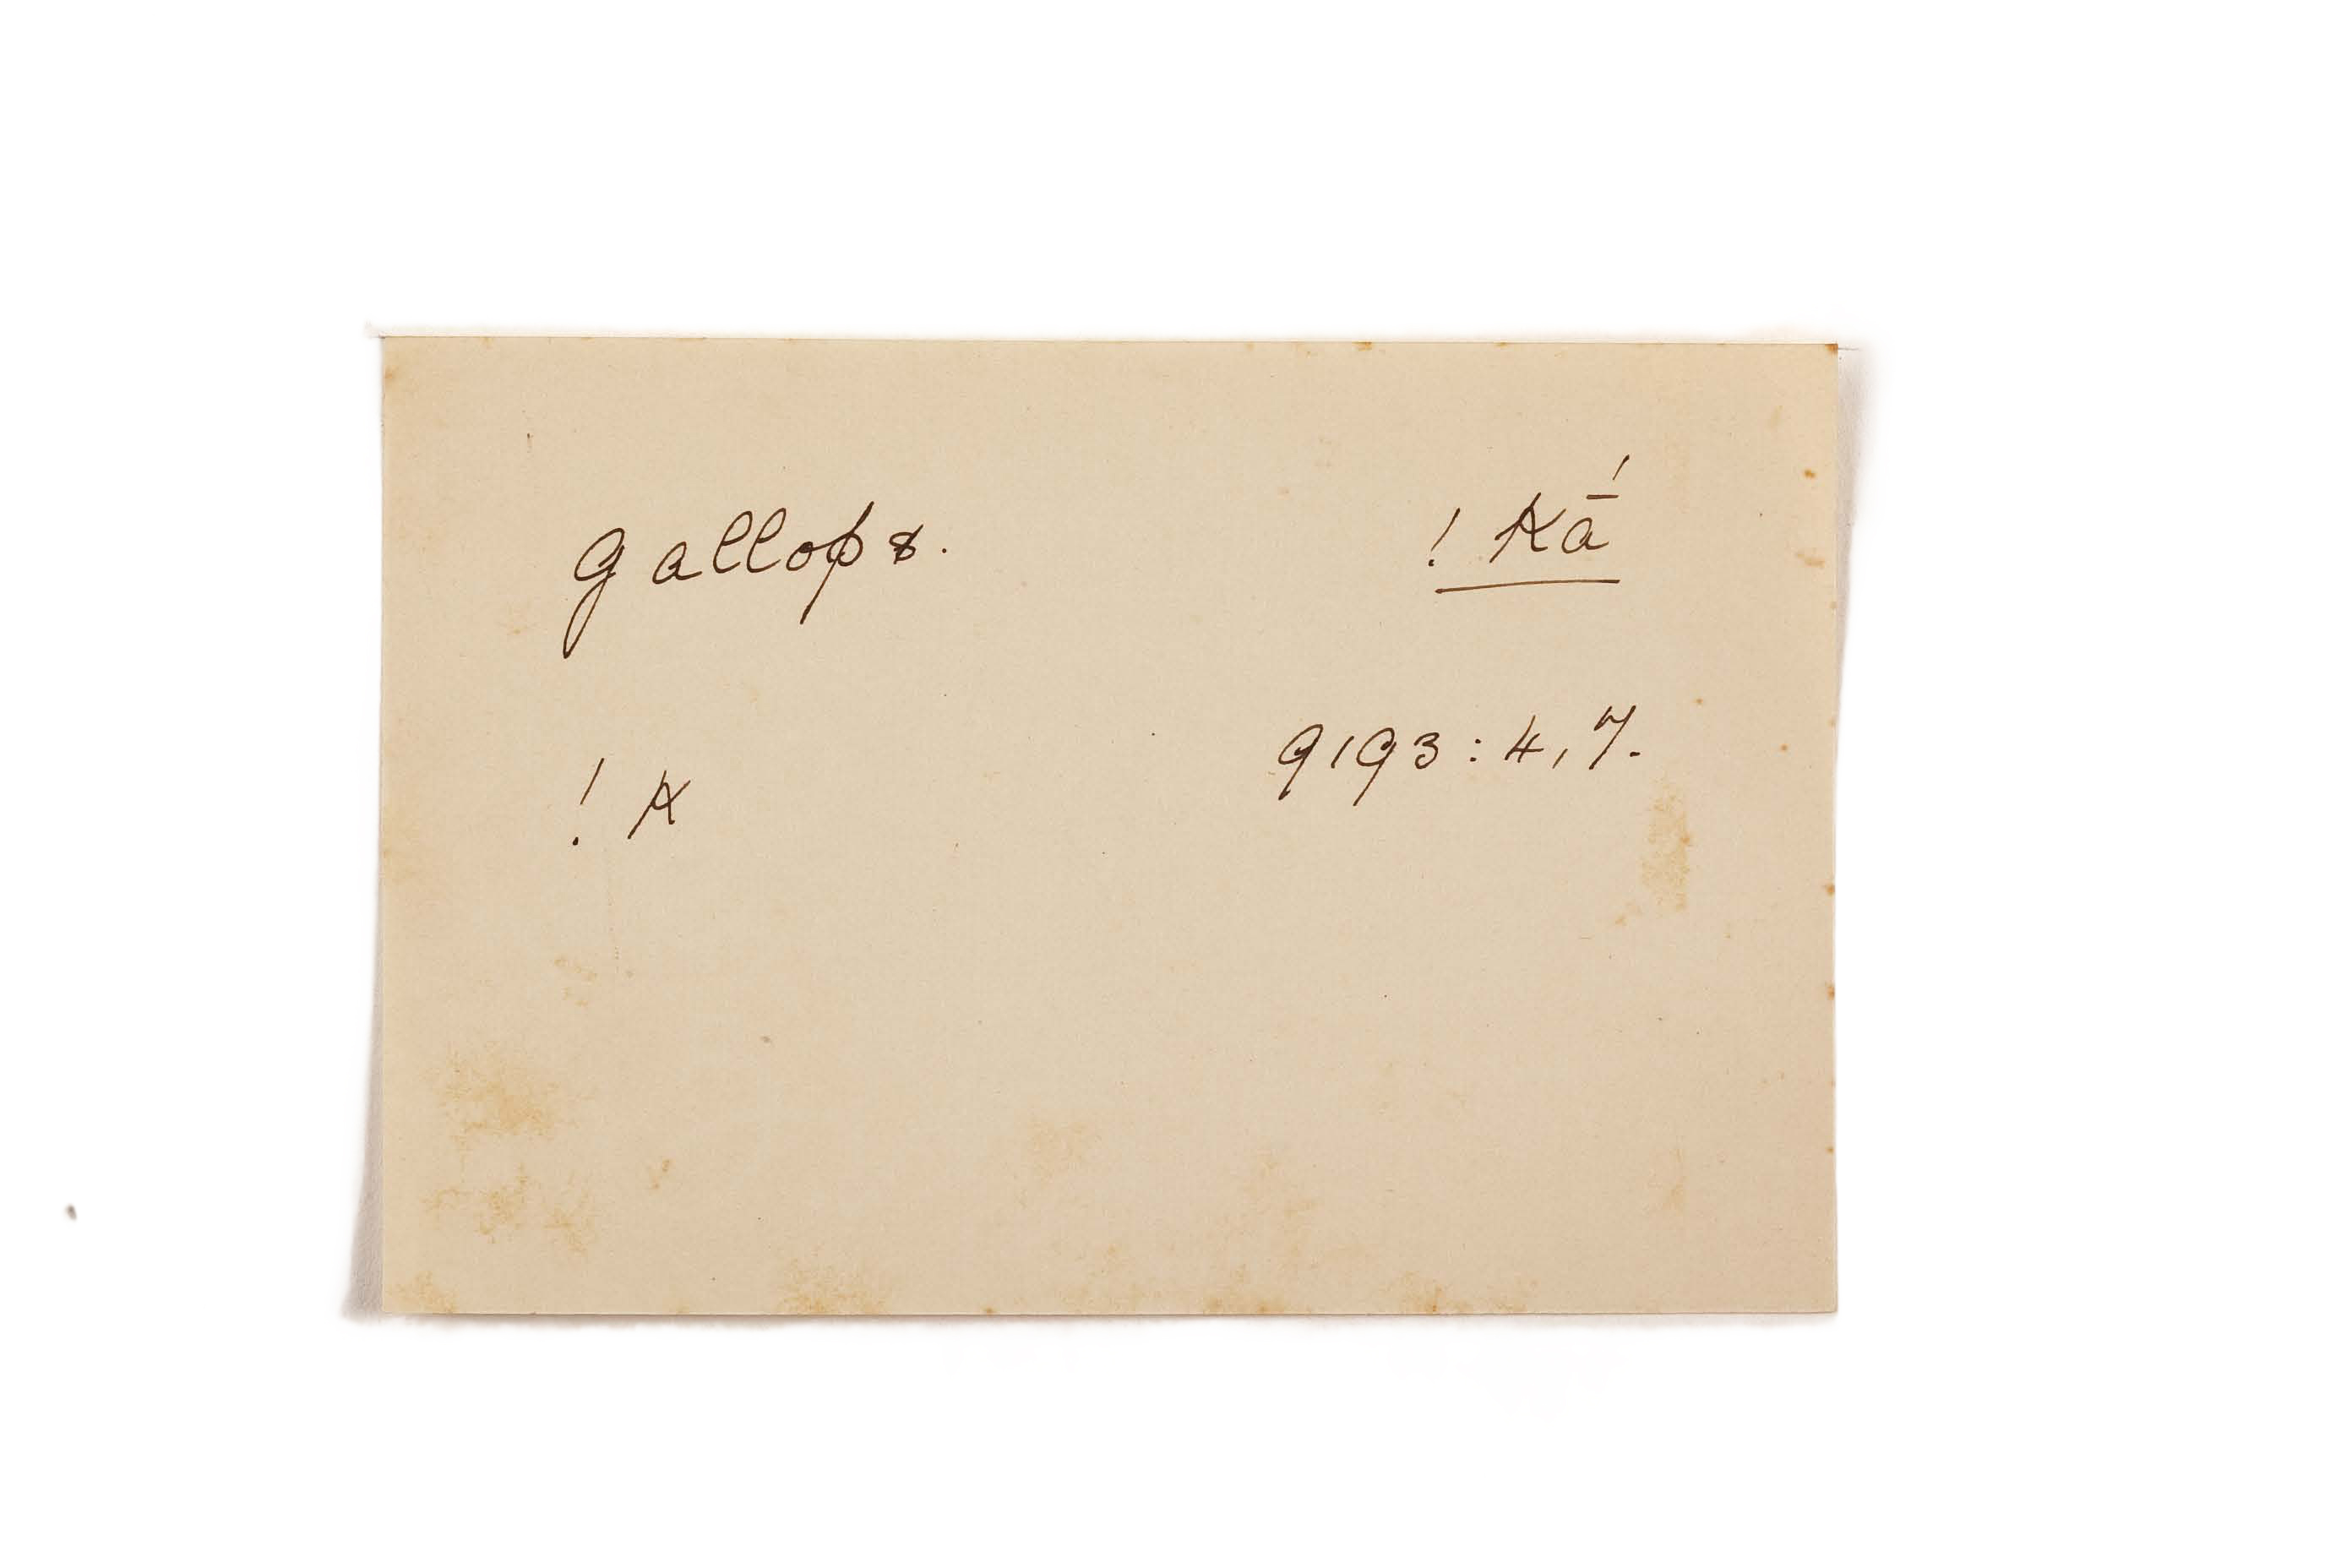 gallops. ! kā́
9193 : 4, 7.
! k